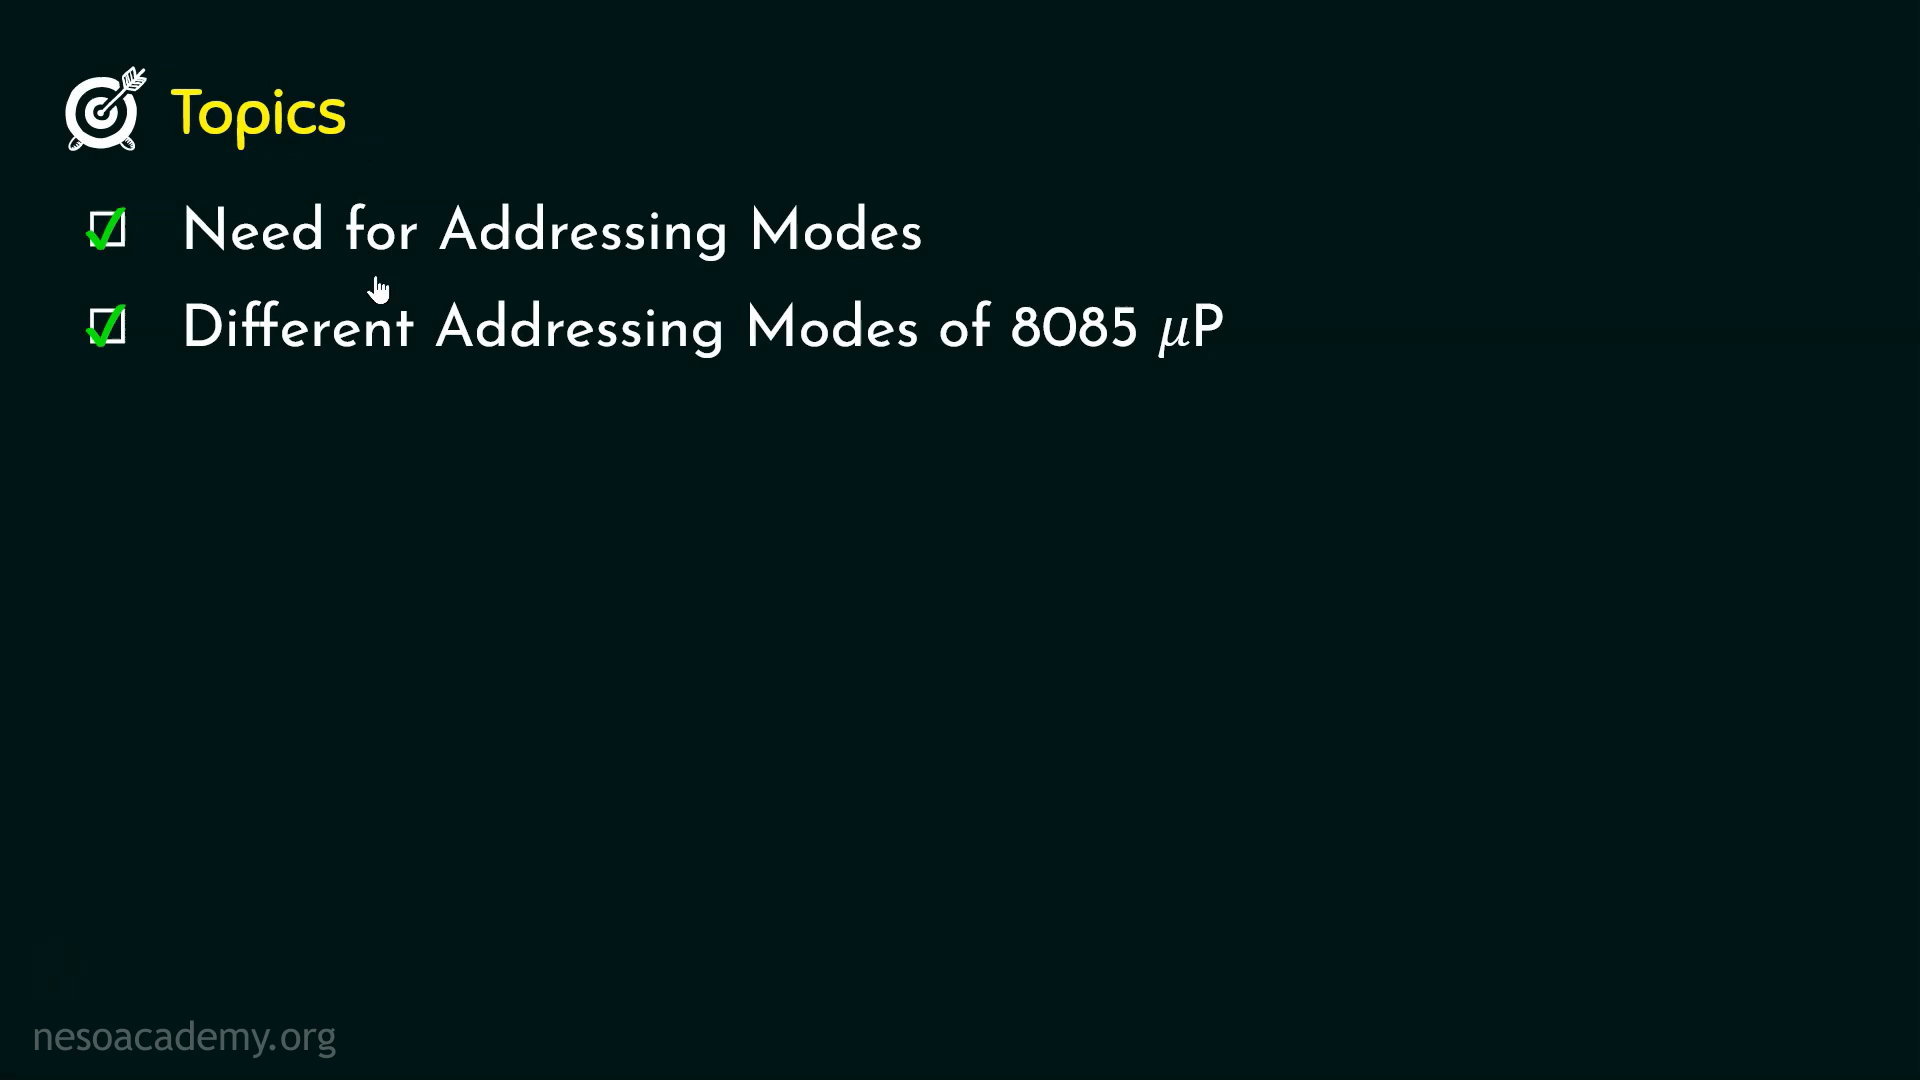 Topics
Need for Addressing Modes
Different Addressing Modes of 8085 μP
nesoacademy.org